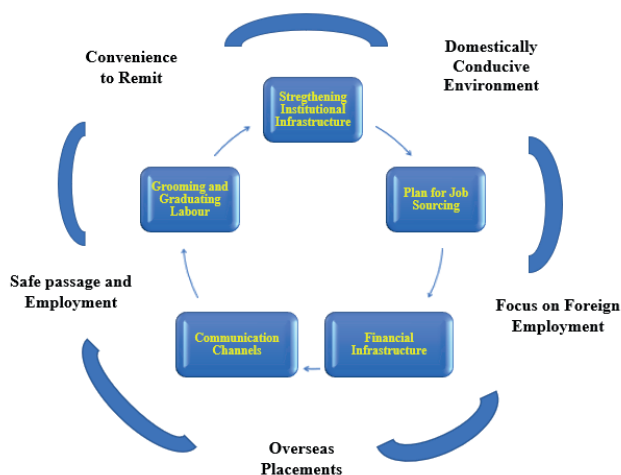 Convenience
to Remit
Domestically
Conducive
Environment
Stregthening
Institutional
Infrastructure
Grooming and
Graduating
Labour
Plan for Job
Sourcing
Safe passage and
Employment
Focus on Foreign
Employment
Communication
Channels
Financial
Infrastructure
Overseas
Placements